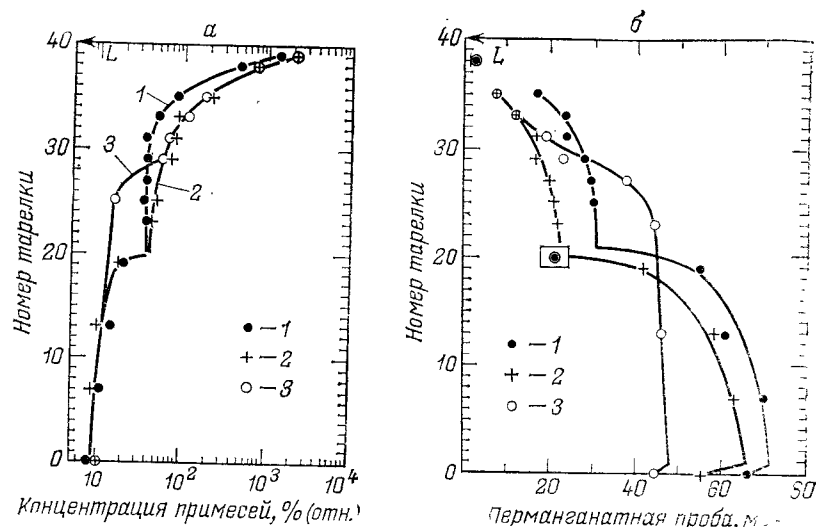 а
40
L
30
20
10
0
Номер тарелки
1
3
2
● – 1
+ – 2
○ – 3
10 10² 10³ 10⁴
Концентрация примесей, % (отн.)
б
40
L
30
20
10
0
Номер тарелки
● – 1
+ – 2
○ – 3
20 40 60 80
Перманганатная проба, м